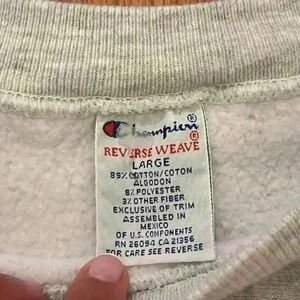 Champion®
REVERSE WEAVE®
LARGE
89% COTTON/COTTON
ALGODON
8% POLYESTER
3% OTHER FIBER
EXCLUSIVE OF TRIM
ASSEMBLED IN
MEXICO
OF U.S. COMPONENTS
RN 26094 CA 21356
FOR CARE SEE REVERSE